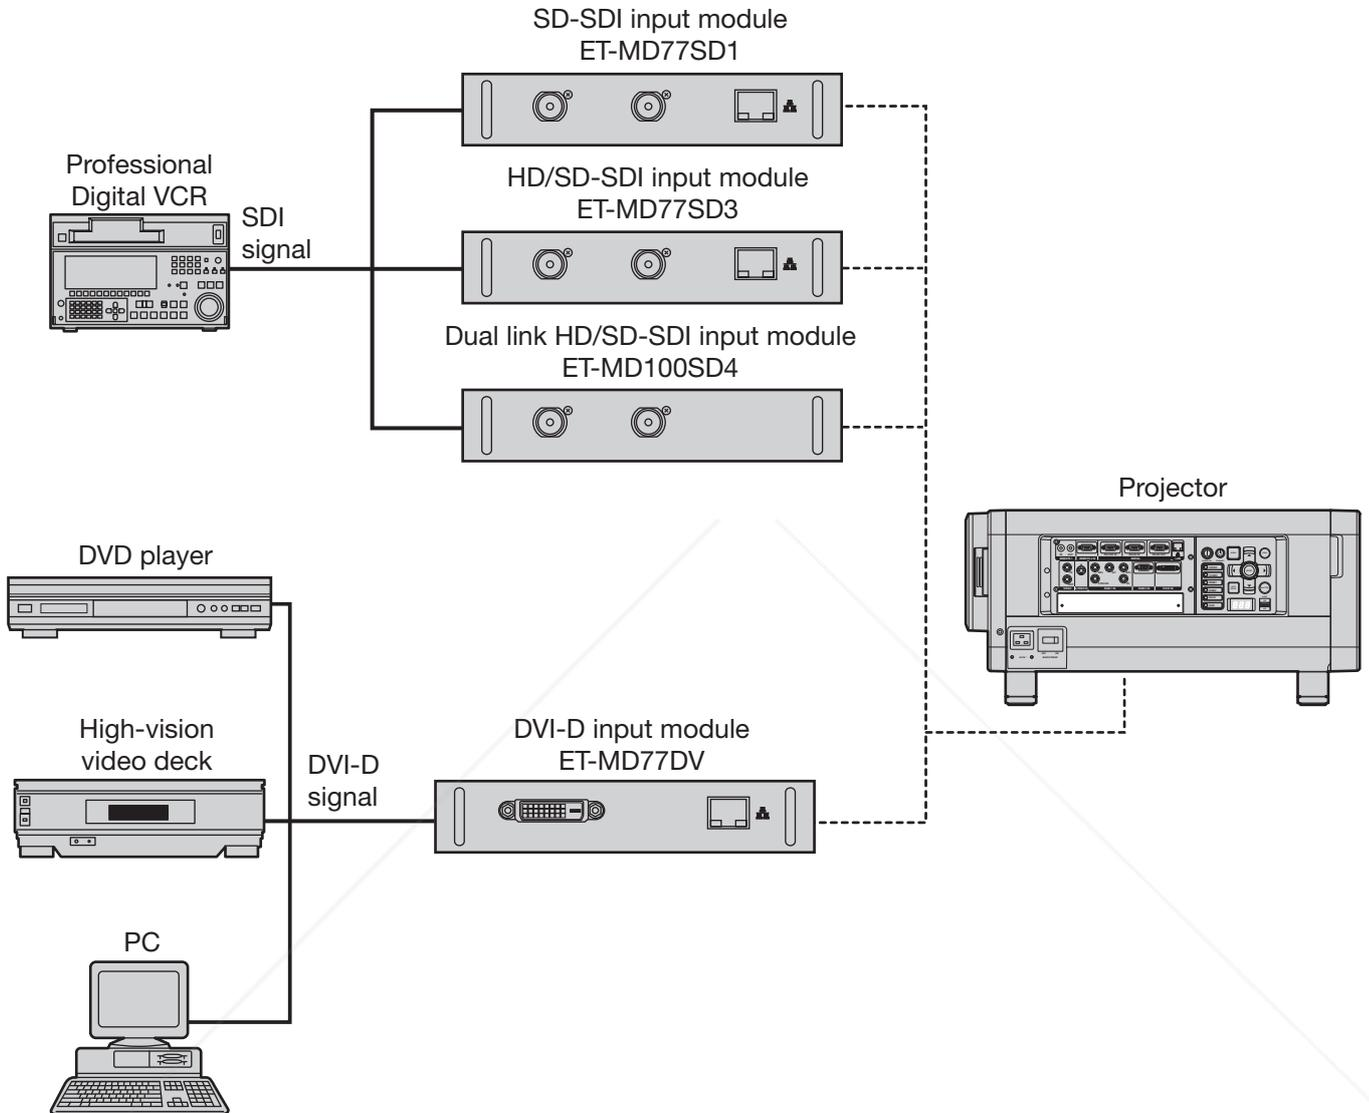 SD-SDI input module
ET-MD77SD1
Professional
Digital VCR
SDI
signal
HD/SD-SDI input module
ET-MD77SD3
Dual link HD/SD-SDI input module
ET-MD100SD4
Projector
DVD player
High-vision
video deck
DVI-D
signal
DVI-D input module
ET-MD77DV
PC